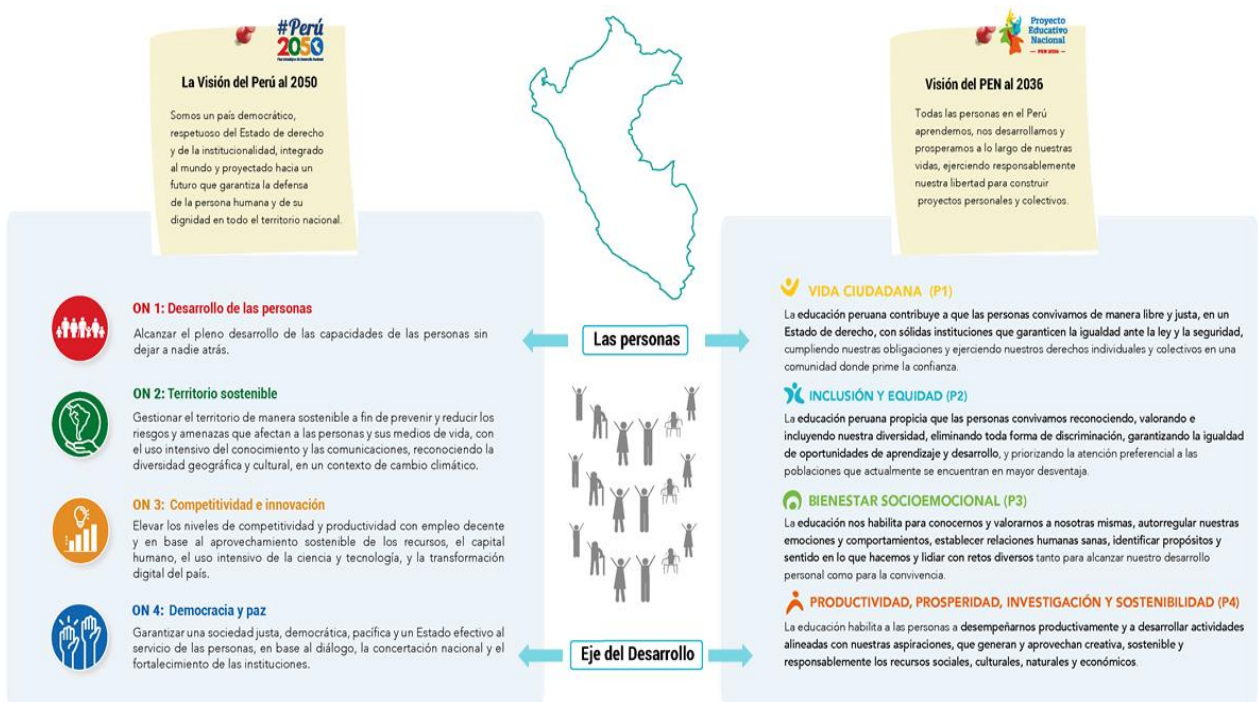 #Perú
2050
La Visión del Perú al 2050
Somos un país democrático,
respetuoso del Estado de derecho
y de la institucionalidad, integrado
al mundo y proyectado hacia un
futuro que garantiza la defensa
de la persona humana y de su
dignidad en todo el territorio nacional.
ON 1: Desarrollo de las personas
Alcanzar el pleno desarrollo de las capacidades de las personas sin
dejar a nadie atrás.
ON 2: Territorio sostenible
Gestionar el territorio de manera sostenible a fin de prevenir y reducir los
riesgos y amenazas que afectan a las personas y sus medios de vida, con
el uso intensivo del conocimiento y las comunicaciones, reconociendo la
diversidad geográfica y cultural, en un contexto de cambio climático.
ON 3: Competitividad e innovación
Elevar los niveles de competitividad y productividad con empleo decente
y en base al aprovechamiento sostenible de los recursos, el capital
humano, el uso intensivo de la ciencia y tecnología, y la transformación
digital del país.
ON 4: Democracia y paz
Garantizar una sociedad justa, democrática, pacífica y un Estado efectivo al
servicio de las personas, en base al diálogo, la concertación nacional y el
fortalecimiento de las instituciones.
Las personas
Eje del Desarrollo
Proyecto
Educativo
Nacional
PEN 2036
Visión del PEN al 2036
Todas las personas en el Perú
aprendemos, nos desarrollamos y
prosperamos a lo largo de nuestras
vidas, ejerciendo responsablemente
nuestra libertad para construir
proyectos personales y colectivos.
VIDA CIUDADANA (P1)
La educación peruana contribuye a que las personas convivamos de manera libre y justa, en un
Estado de derecho, con sólidas instituciones que garanticen la igualdad ante la ley y la seguridad,
cumpliendo nuestras obligaciones y ejerciendo nuestros derechos individuales y colectivos en una
comunidad donde prime la confianza.
INCLUSIÓN Y EQUIDAD (P2)
La educación peruana propicia que las personas convivamos reconociendo, valorando e
incluyendo nuestra diversidad, eliminando toda forma de discriminación, garantizando la igualdad
de oportunidades de aprendizaje y desarrollo, y priorizando la atención preferencial a las
poblaciones que actualmente se encuentran en mayor desventaja.
BIENESTAR SOCIOEMOCIONAL (P3)
La educación nos habilita para conocernos y valorarnos a nosotras mismas, autorregular nuestras
emociones y comportamientos, establecer relaciones humanas sanas, identificar propósitos y
sentido en lo que hacemos y lidiar con retos diversos tanto para alcanzar nuestro desarrollo
personal como para la convivencia.
PRODUCTIVIDAD, PROSPERIDAD, INVESTIGACIÓN Y SOSTENIBILIDAD (P4)
La educación habilita a las personas a desempeñarnos productivamente y a desarrollar actividades
alineadas con nuestras aspiraciones, que generan y aprovechan creativa, sostenible y
responsablemente los recursos sociales, culturales, naturales y económicos.